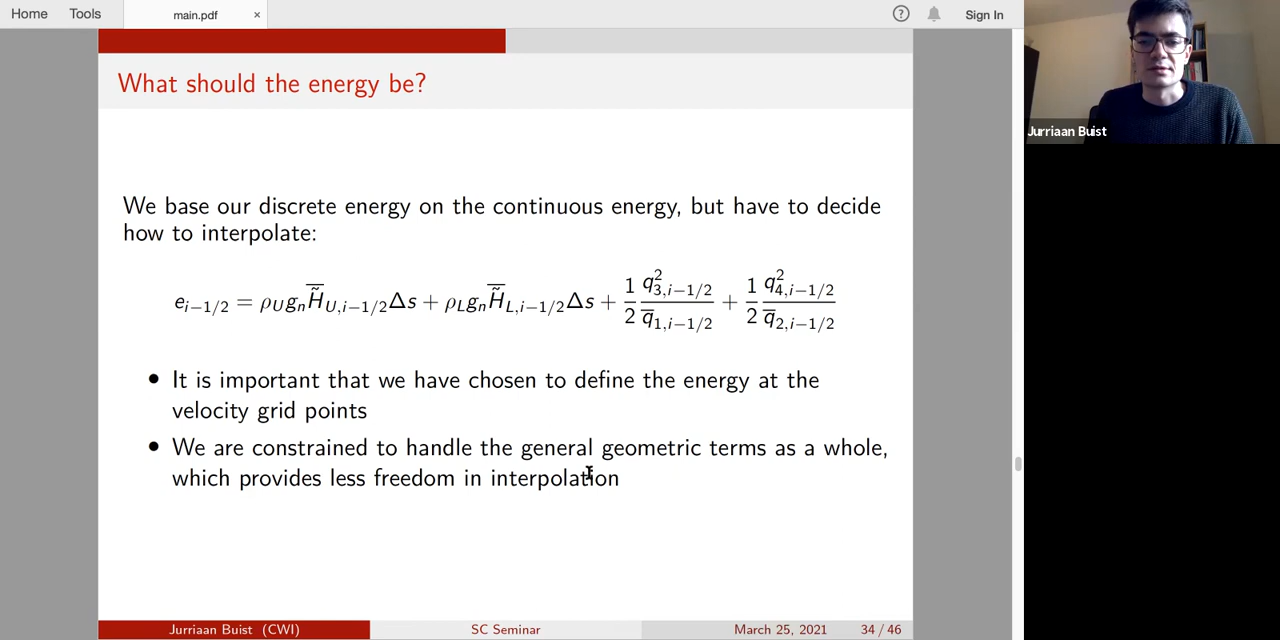 Home Tools main.pdf × ? Sign In
What should the energy be?
Jurriaan Buist
We base our discrete energy on the continuous energy, but have to decide
how to interpolate:
e_{i−1/2} = ρ_U g_n \overline{\widetilde{H}}_{U,i−1/2} Δs + ρ_L g_n \overline{\widetilde{H}}_{L,i−1/2} Δs + \frac{1}{2} \frac{q^2_{3,i−1/2}}{\overline{q}_{1,i−1/2}} + \frac{1}{2} \frac{q^2_{4,i−1/2}}{\overline{q}_{2,i−1/2}}
• It is important that we have chosen to define the energy at the
velocity grid points
• We are constrained to handle the general geometric terms as a whole,
which provides less freedom in interpolation
Jurriaan Buist (CWI) SC Seminar March 25, 2021 34 / 46